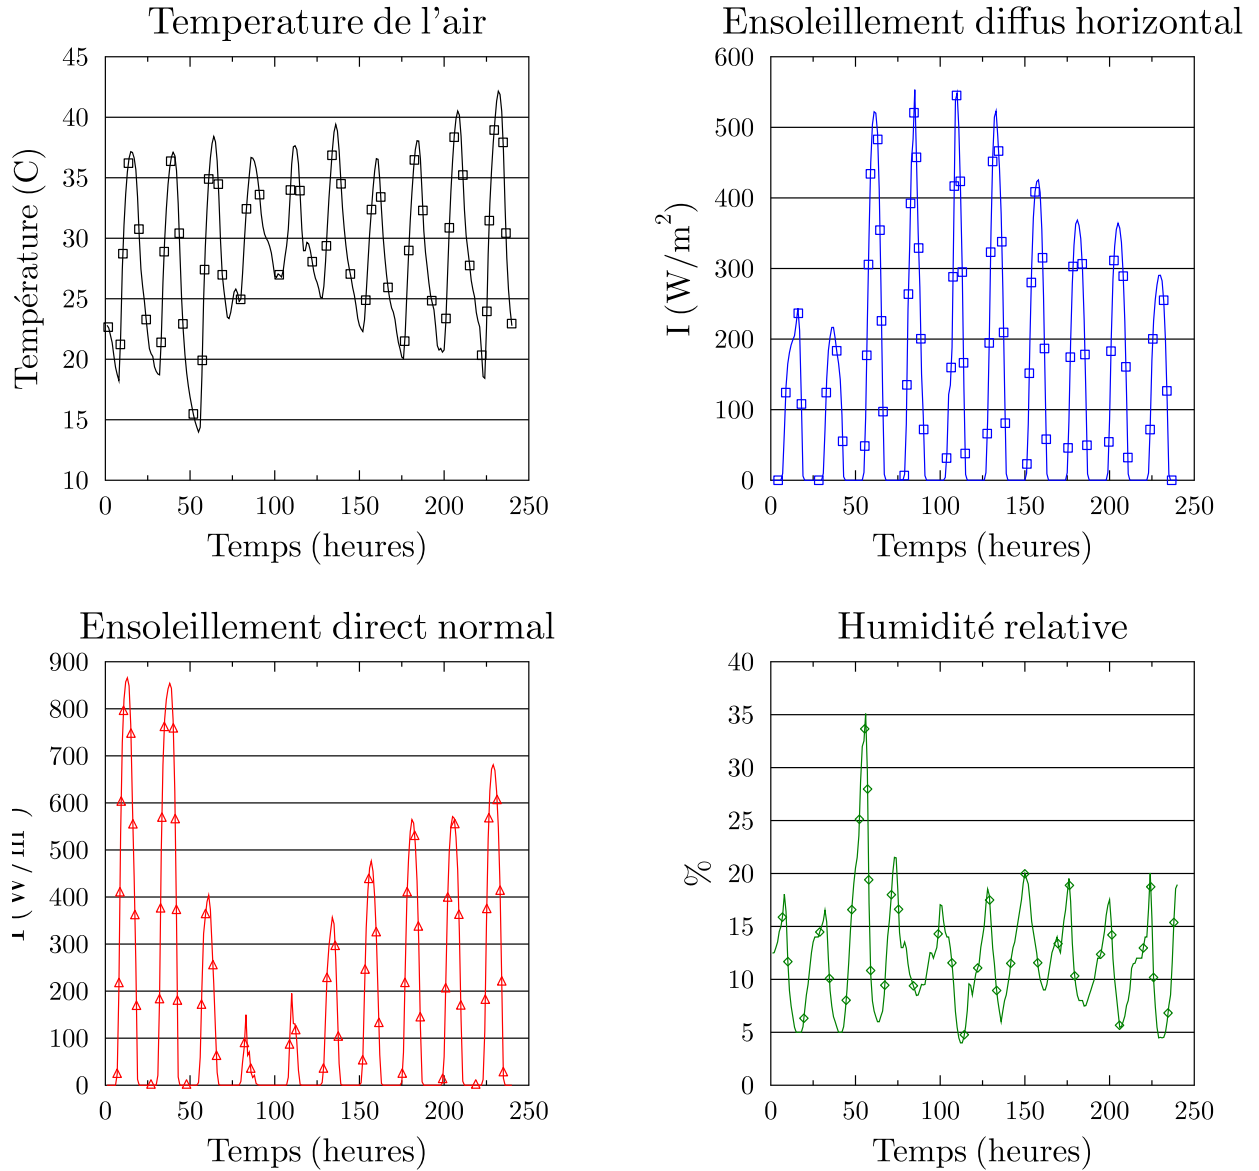 Temperature de l'air
45
40
35
30
25
20
15
10
0 50 100 150 200 250
Température (C)
Temps (heures)
Ensoleillement diffus horizontal
600
500
400
300
200
100
0
0 50 100 150 200 250
I (W/m²)
Temps (heures)
Ensoleillement direct normal
900
800
700
600
500
400
300
200
100
0
0 50 100 150 200 250
Temps (heures)
Humidité relative
40
35
30
25
20
15
10
5
0
0 50 100 150 200 250
%
Temps (heures)